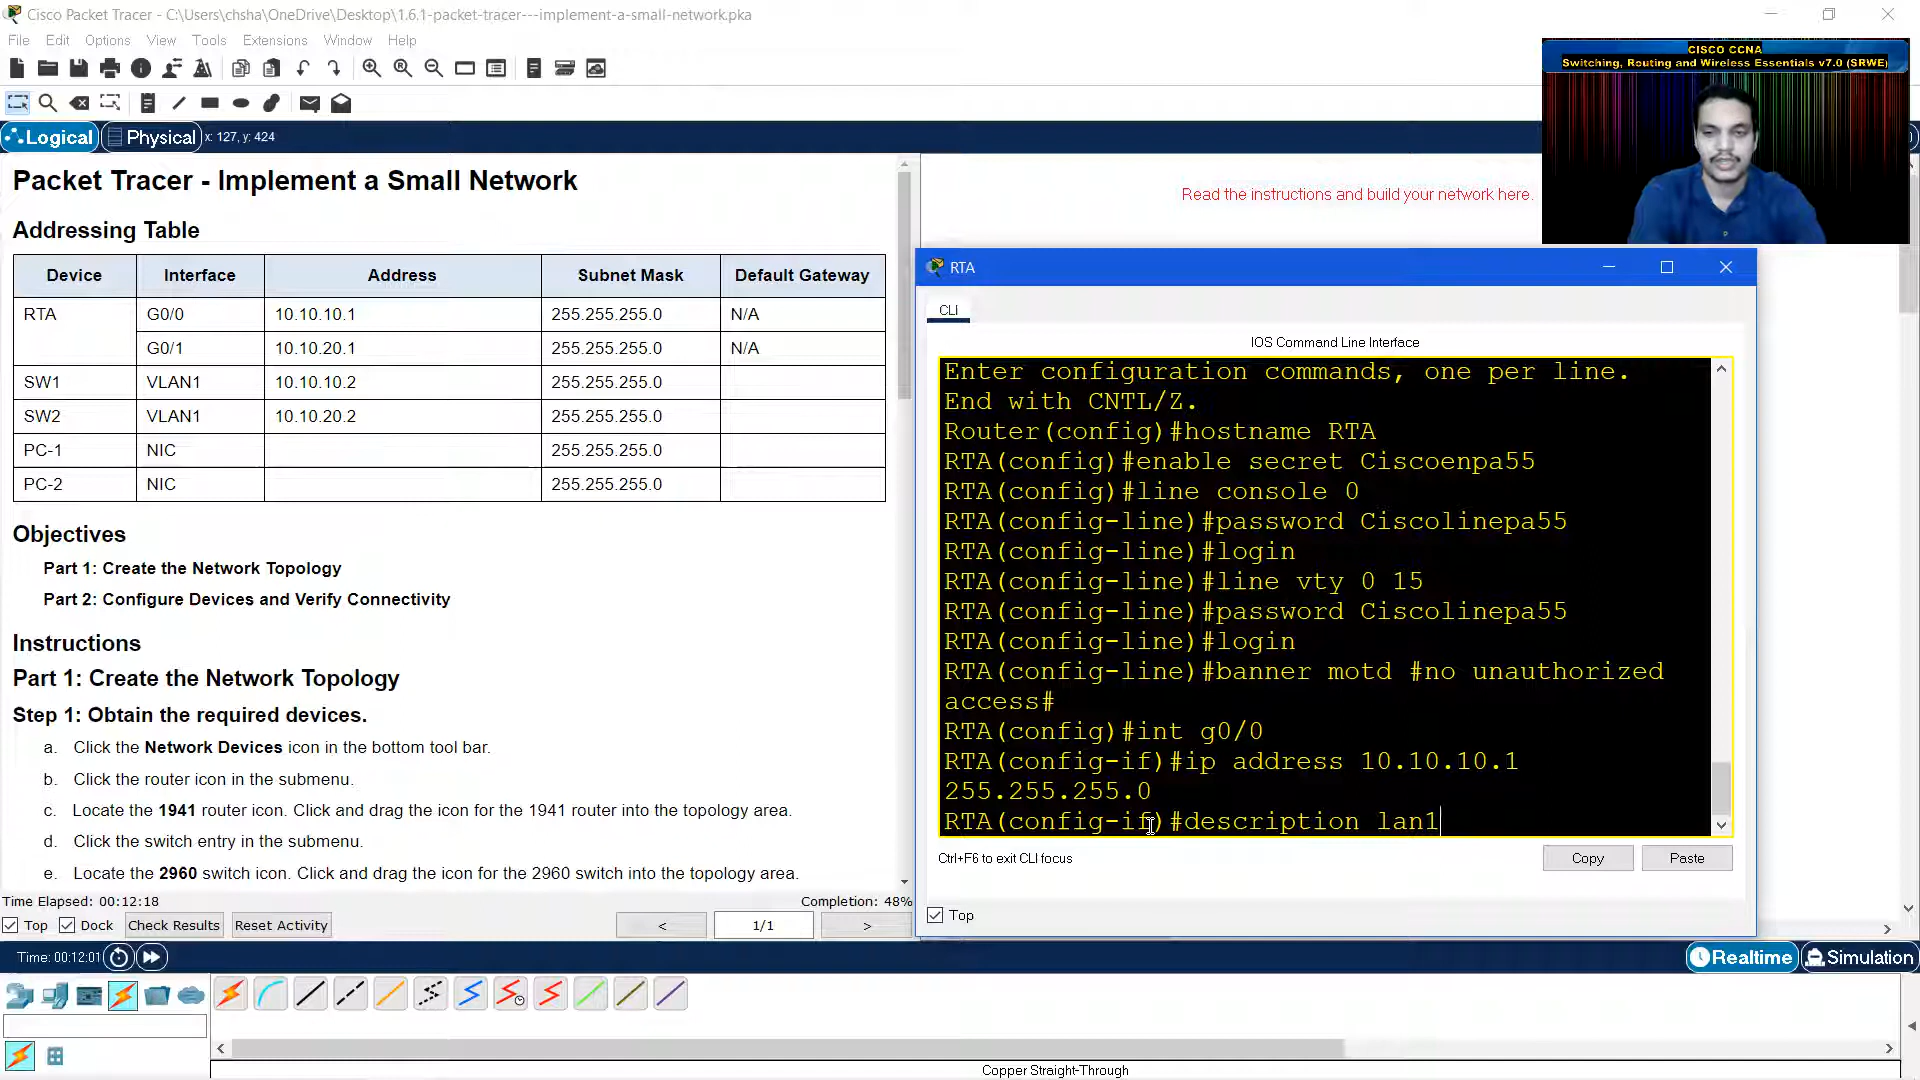 Cisco Packet Tracer - C:\Users\chsha\OneDrive\Desktop\1.6.1-packet-tracer---implement-a-small-network.pka
File Edit Options View Tools Extensions Window Help
CISCO CCNA
Switching, Routing and Wireless Essentials v7.0 (SRWE)
Logical Physical x: 127, y: 424
Packet Tracer - Implement a Small Network
Read the instructions and build your network here.
Addressing Table
Device Interface Address Subnet Mask Default Gateway
RTA G0/0 10.10.10.1 255.255.255.0 N/A
G0/1 10.10.20.1 255.255.255.0 N/A
SW1 VLAN1 10.10.10.2 255.255.255.0
SW2 VLAN1 10.10.20.2 255.255.255.0
PC-1 NIC 255.255.255.0
PC-2 NIC 255.255.255.0
Objectives
Part 1: Create the Network Topology
Part 2: Configure Devices and Verify Connectivity
Instructions
Part 1: Create the Network Topology
Step 1: Obtain the required devices.
a. Click the Network Devices icon in the bottom tool bar.
b. Click the router icon in the submenu.
c. Locate the 1941 router icon. Click and drag the icon for the 1941 router into the topology area.
d. Click the switch entry in the submenu.
e. Locate the 2960 switch icon. Click and drag the icon for the 2960 switch into the topology area.
Time Elapsed: 00:12:18 Completion: 48%
Top Dock Check Results Reset Activity < 1/1 >
RTA
CLI
IOS Command Line Interface
Enter configuration commands, one per line.
End with CNTL/Z.
Router(config)#hostname RTA
RTA(config)#enable secret Ciscoenpa55
RTA(config)#line console 0
RTA(config-line)#password Ciscolinepa55
RTA(config-line)#login
RTA(config-line)#line vty 0 15
RTA(config-line)#password Ciscolinepa55
RTA(config-line)#login
RTA(config-line)#banner motd #no unauthorized
access#
RTA(config)#int g0/0
RTA(config-if)#ip address 10.10.10.1
255.255.255.0
RTA(config-if)#description lan1
Ctrl+F6 to exit CLI focus Copy Paste
Top
Time: 00:12:01 Realtime Simulation
Copper Straight-Through